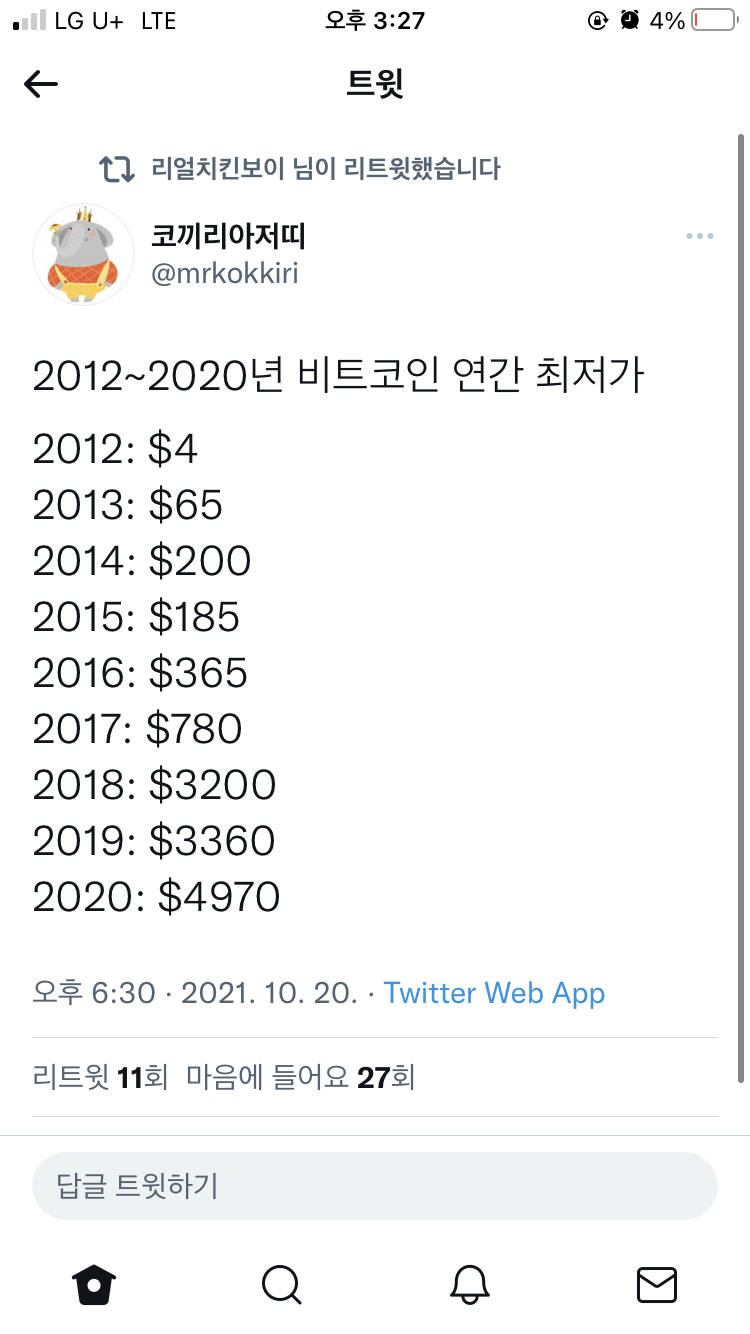 LG U+ LTE 오후 3:27 4%
트윗
리얼치킨보이 님이 리트윗했습니다
코끼리아저띠
@mrkokkiri
2012~2020년 비트코인 연간 최저가
2012: $4
2013: $65
2014: $200
2015: $185
2016: $365
2017: $780
2018: $3200
2019: $3360
2020: $4970
오후 6:30 · 2021. 10. 20. · Twitter Web App
리트윗 11회 마음에 들어요 27회
답글 트윗하기